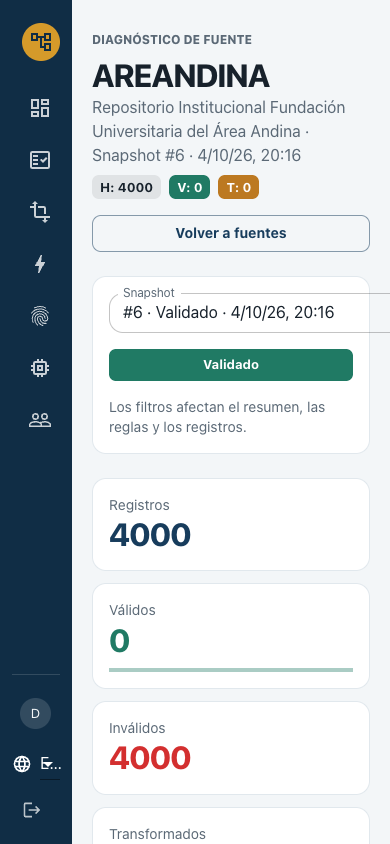 DIAGNÓSTICO DE FUENTE
AREANDINA
Repositorio Institucional Fundación
Universitaria del Área Andina ·
Snapshot #6 · 4/10/26, 20:16
H: 4000 V: 0 T: 0
Volver a fuentes
Snapshot
#6 · Validado · 4/10/26, 20:16
Validado
Los filtros afectan el resumen, las
reglas y los registros.
Registros
4000
Válidos
0
Inválidos
4000
Transformados
D
E...